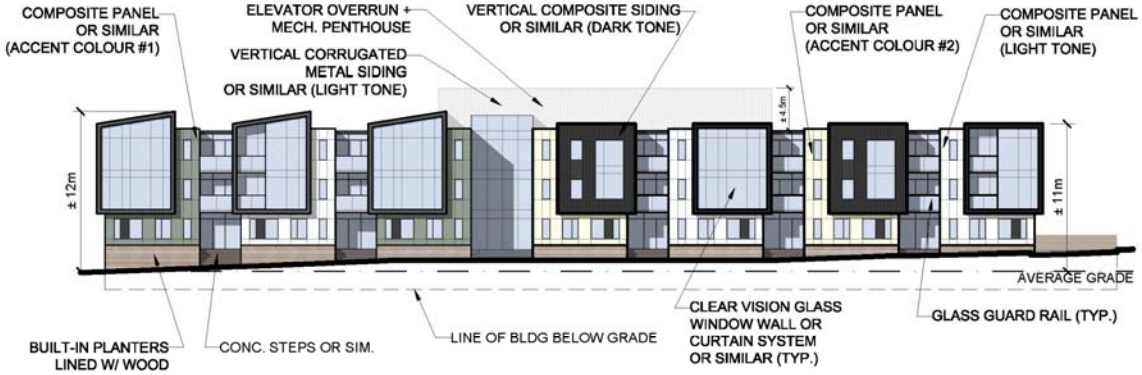 COMPOSITE PANEL
OR SIMILAR
(ACCENT COLOUR #1)
ELEVATOR OVERRUN +
MECH. PENTHOUSE
VERTICAL CORRUGATED
METAL SIDING
OR SIMILAR (LIGHT TONE)
VERTICAL COMPOSITE SIDING
OR SIMILAR (DARK TONE)
COMPOSITE PANEL
OR SIMILAR
(ACCENT COLOUR #2)
COMPOSITE PANEL
OR SIMILAR
(LIGHT TONE)
± 4.5m
± 12m
± 11m
AVERAGE GRADE
BUILT-IN PLANTERS
LINED W/ WOOD
CONC. STEPS OR SIM.
LINE OF BLDG BELOW GRADE
CLEAR VISION GLASS
WINDOW WALL OR
CURTAIN SYSTEM
OR SIMILAR (TYP.)
GLASS GUARD RAIL (TYP.)